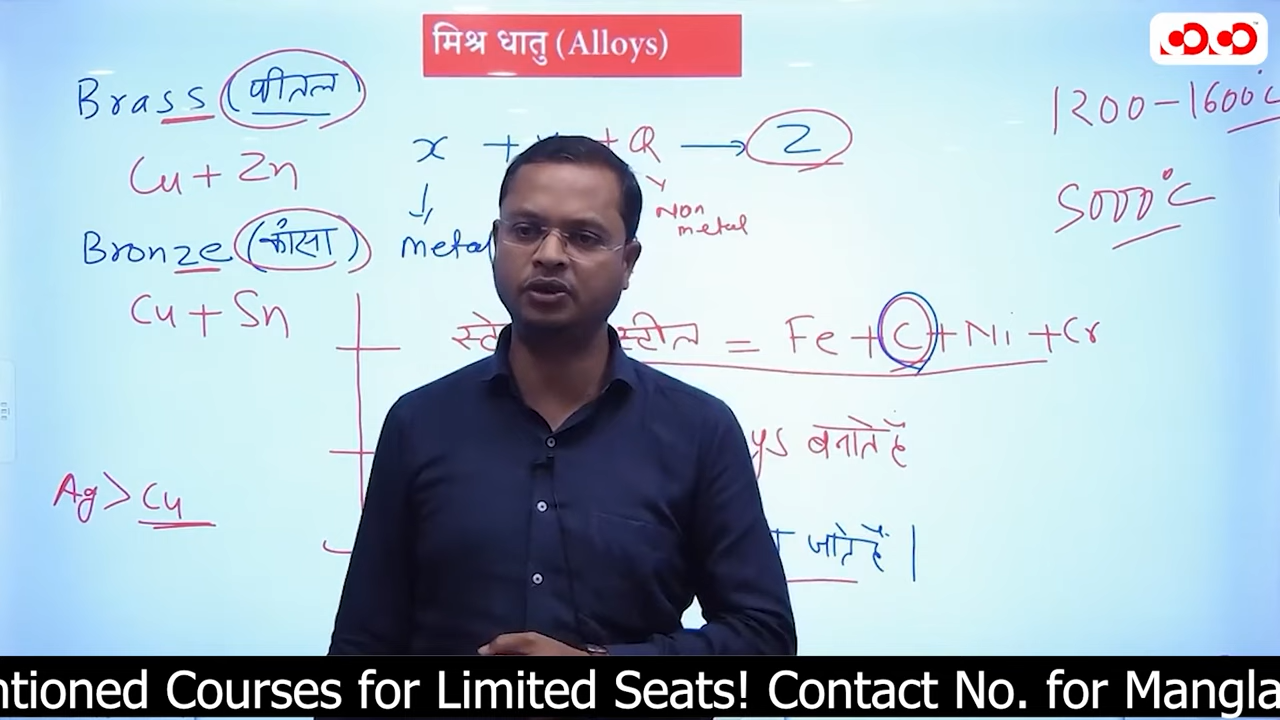 मिश्र धातु (Alloys)
Brass (पीतल)
Cu + Zn
Bronze (कांसा)
Cu + Sn
x + + Q → Z
metal
Non
metal
1200-1600°C
5000°C
स्टील = Fe + C + Ni + Cr
बनाते हैं
जाते हैं |
Ag > Cu
ntioned Courses for Limited Seats! Contact No. for Mangla